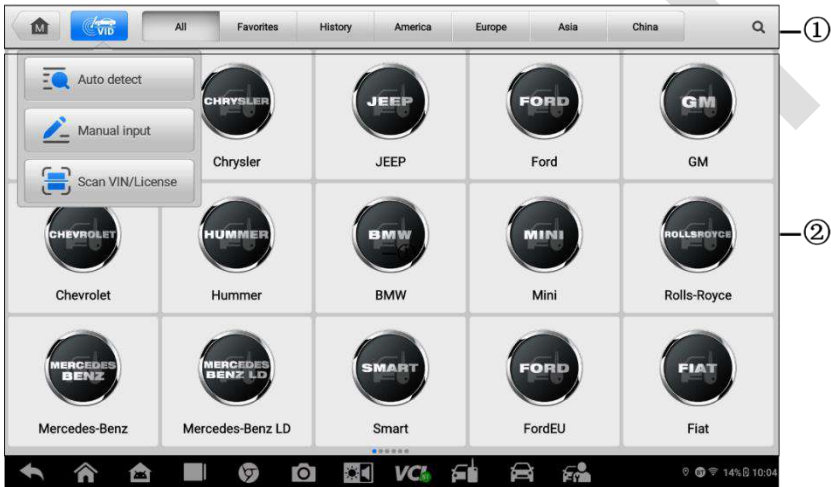 M VID All Favorites History America Europe Asia China
①
Auto detect
Manual input
Scan VIN/License
CHRYSLER JEEP FORD GM
Chrysler JEEP Ford GM
CHEVROLET HUMMER BMW MINI ROLLSROYCE
②
Chevrolet Hummer BMW Mini Rolls-Royce
MERCEDES BENZ MERCEDES BENZ LD SMART FORD FIAT
Mercedes-Benz Mercedes-Benz LD Smart FordEU Fiat
VCI 14% 10:04